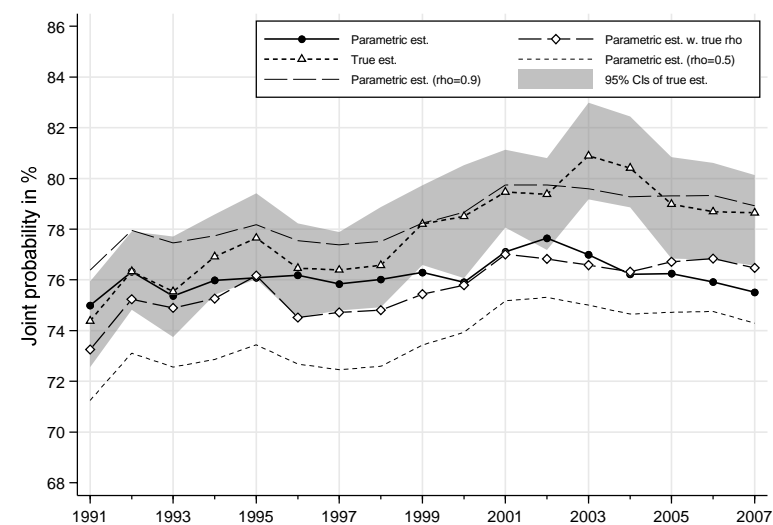 86
84
82
80
78
76
74
72
70
68
Joint probability in %
Parametric est.
True est.
Parametric est. (rho=0.9)
Parametric est. w. true rho
Parametric est. (rho=0.5)
95% CIs of true est.
1991 1993 1995 1997 1999 2001 2003 2005 2007